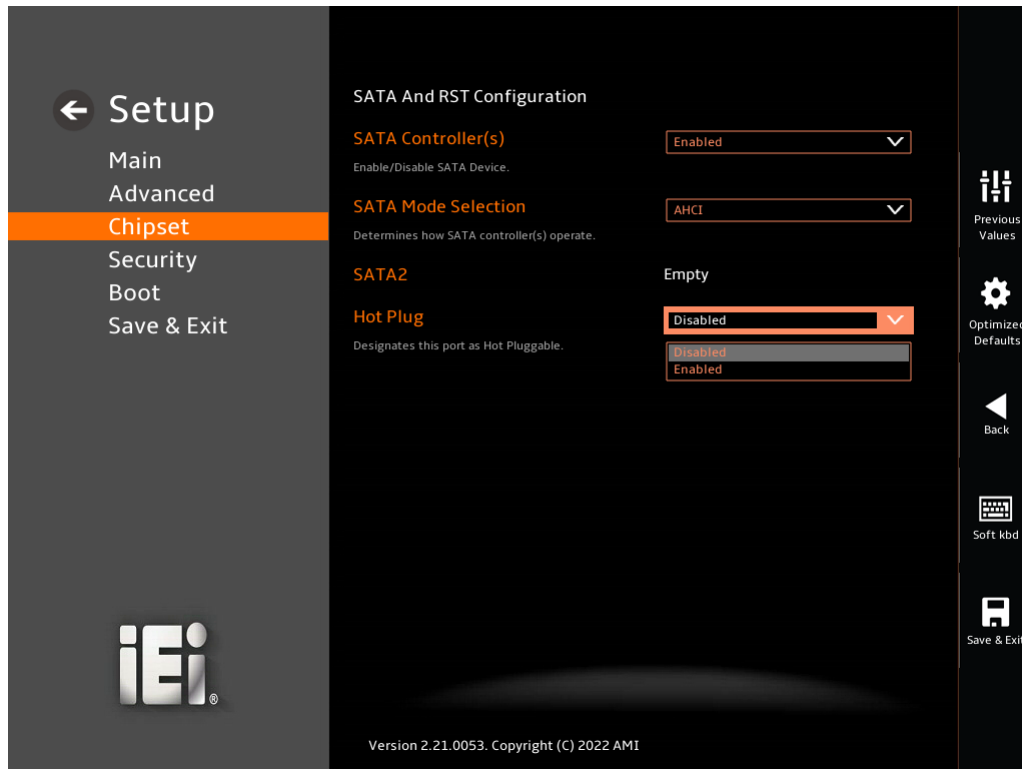 Setup
Main
Advanced
Chipset
Security
Boot
Save & Exit
iEi®
SATA And RST Configuration
SATA Controller(s)
Enabled
Enable/Disable SATA Device.
SATA Mode Selection
AHCI
Determines how SATA controller(s) operate.
SATA2
Empty
Hot Plug
Disabled
Designates this port as Hot Pluggable.
Disabled
Enabled
Version 2.21.0053. Copyright (C) 2022 AMI
Previous
Values
Optimized
Defaults
Back
Soft kbd
Save & Exit